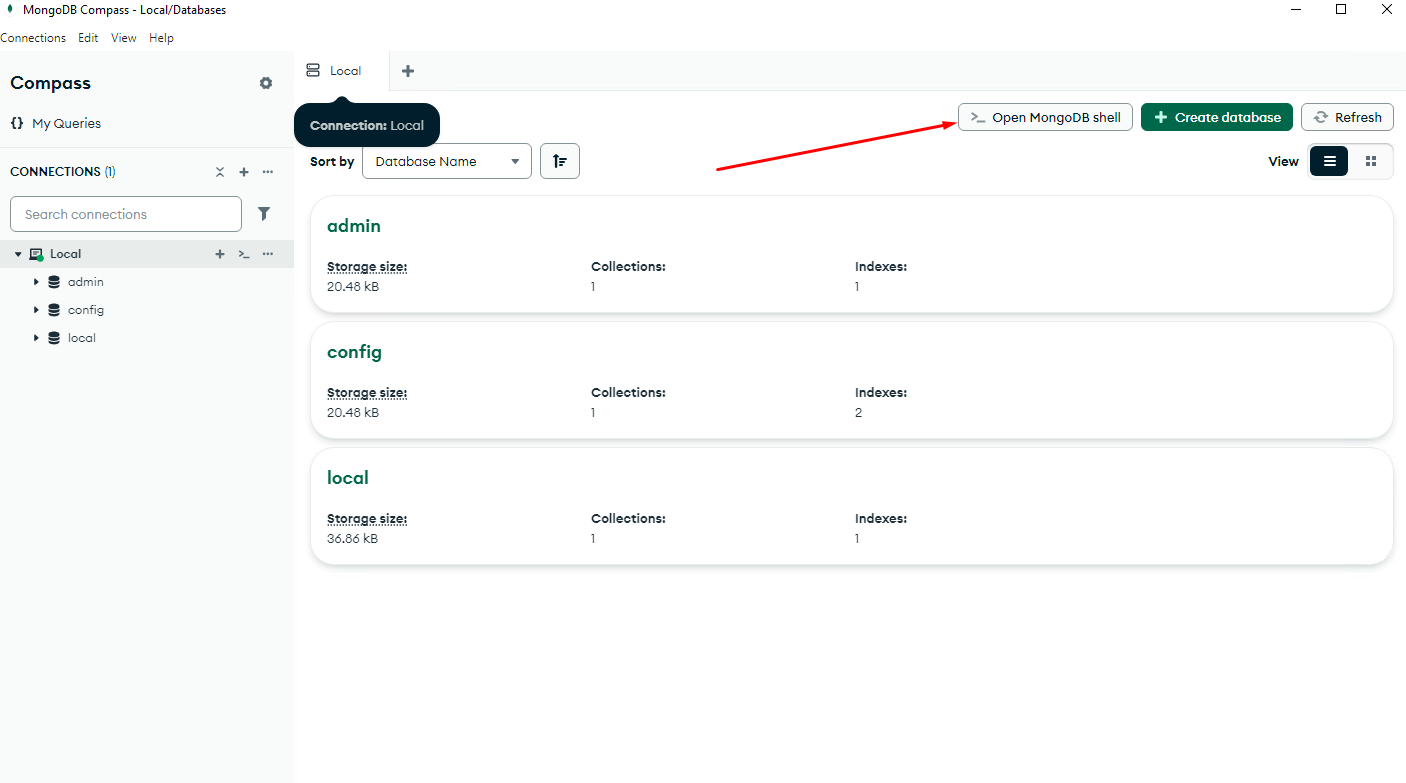 MongoDB Compass - Local/Databases
Connections Edit View Help
Compass
My Queries
CONNECTIONS (1)
Search connections
Local
admin
config
local
Local
Connection: Local
Open MongoDB shell
Create database
Refresh
Sort by
Database Name
View
admin
Storage size: Collections: Indexes:
20.48 kB 1 1
config
Storage size: Collections: Indexes:
20.48 kB 1 2
local
Storage size: Collections: Indexes:
36.86 kB 1 1